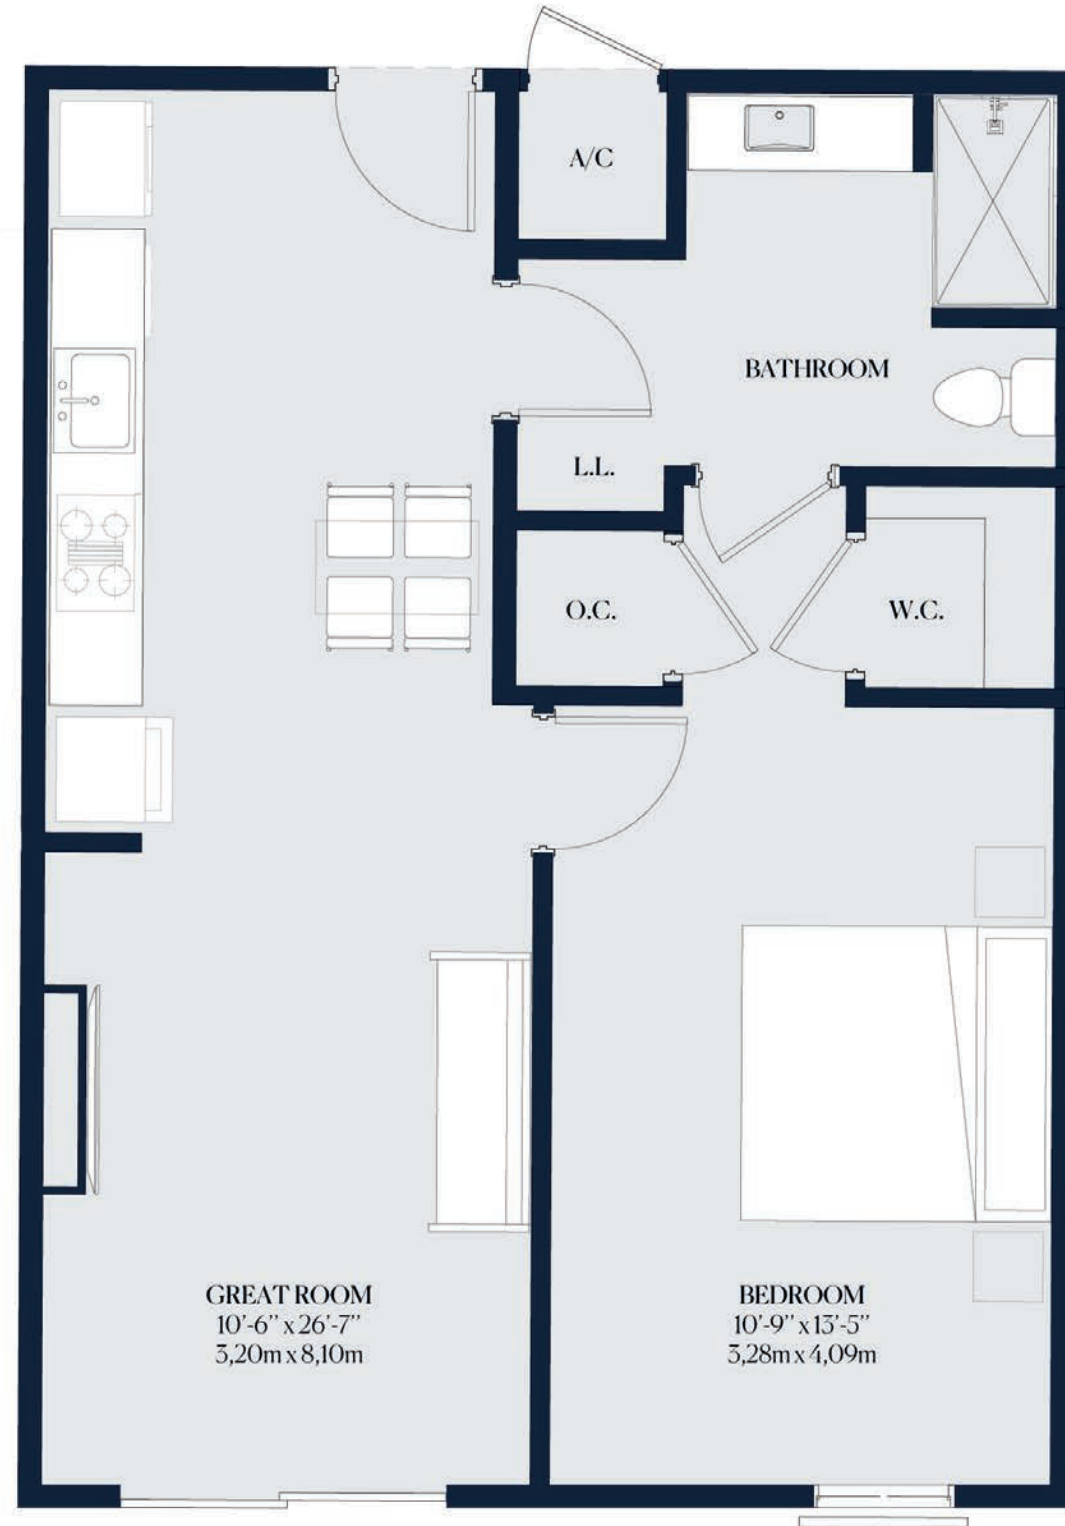 A/C
BATHROOM
L.L.
O.C.
W.C.
GREAT ROOM
10’-6” x 26’-7”
3,20m x 8,10m
BEDROOM
10’-9” x 13’-5”
3,28m x 4,09m